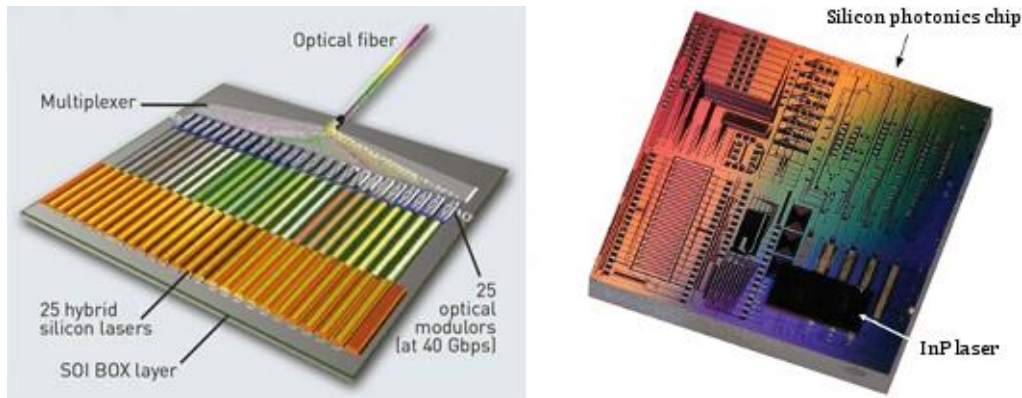 Optical fiber
Multiplexer
25 hybrid
silicon lasers
SOI BOX layer
25
optical
modulors
(at 40 Gbps)
Silicon photonics chip
InP laser